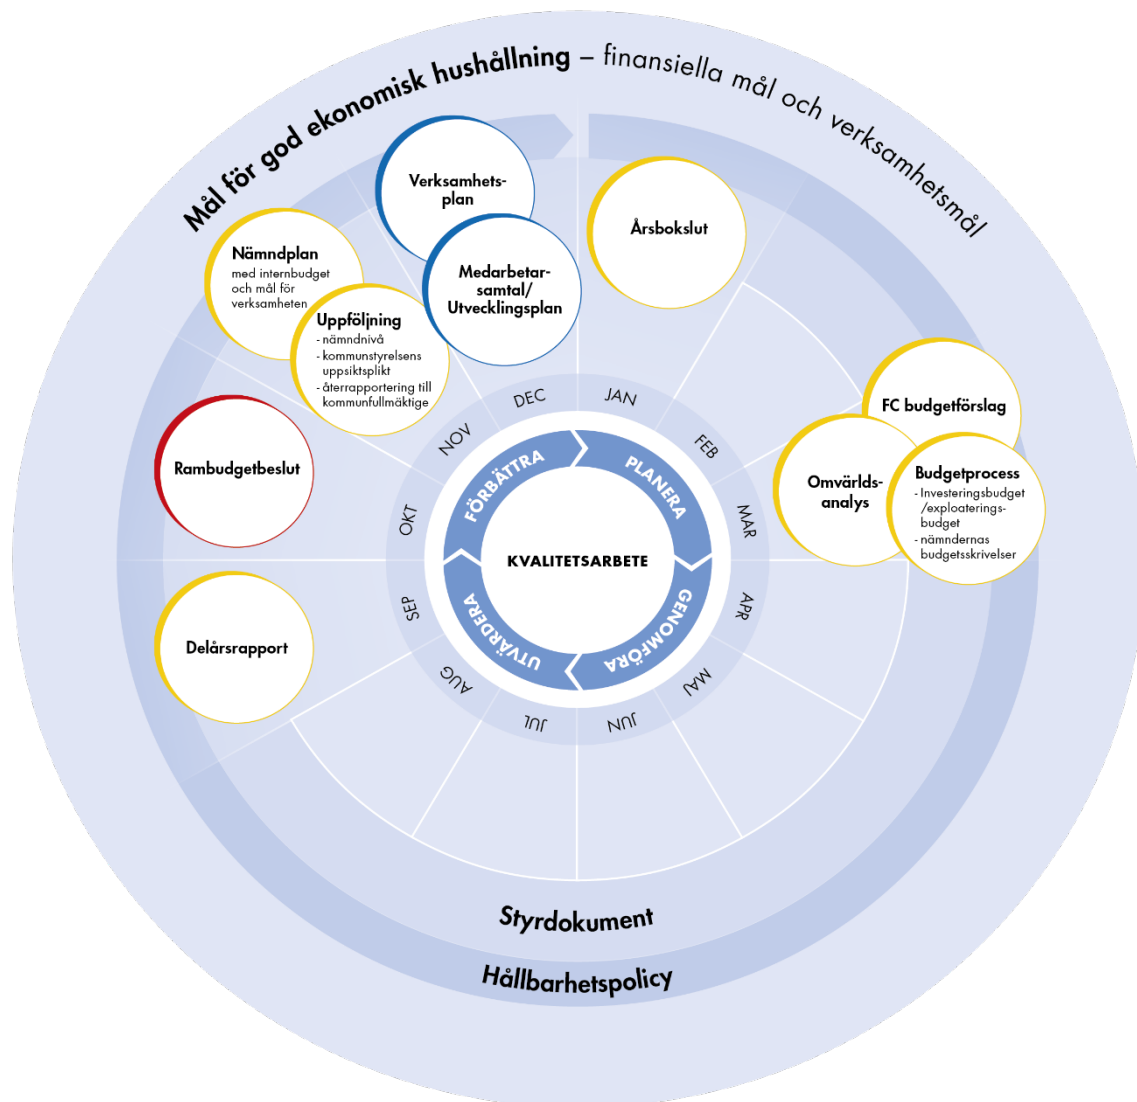 Mål för god ekonomisk hushållning – finansiella mål och verksamhetsmål
Verksamhets-
plan
Årsbokslut
Nämndplan
med internbudget
och mål för
verksamheten
Medarbetar-
samtal/
Utvecklingsplan
Uppföljning
- nämndnivå
- kommunstyrelsens
uppsiktsplikt
- återrapportering till
kommunfullmäktige
FC budgetförslag
Omvärlds-
analys
Budgetprocess
- Investeringsbudget
/exploaterings-
budget
- nämndernas
budgetsskrivelser
Rambudgetbeslut
Delårsrapport
JAN
FEB
MAR
APR
MAJ
JUN
JUL
AUG
SEP
OKT
NOV
DEC
PLANERA
GENOMFÖRA
UTVÄRDERA
FÖRBÄTTRA
KVALITETSARBETE
Styrdokument
Hållbarhetspolicy